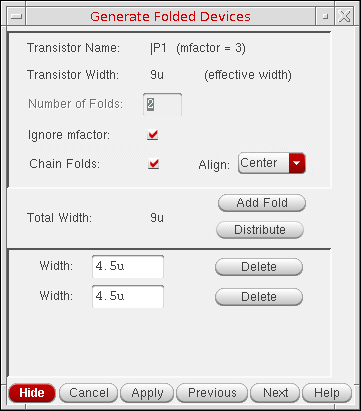 Generate Folded Devices
Transistor Name: |P1 (mfactor = 3)
Transistor Width: 9u (effective width)
Number of Folds: 2
Ignore mfactor:
Chain Folds: Align: Center
Add Fold
Total Width: 9u
Distribute
Width: 4.5u Delete
Width: 4.5u Delete
Hide Cancel Apply Previous Next Help